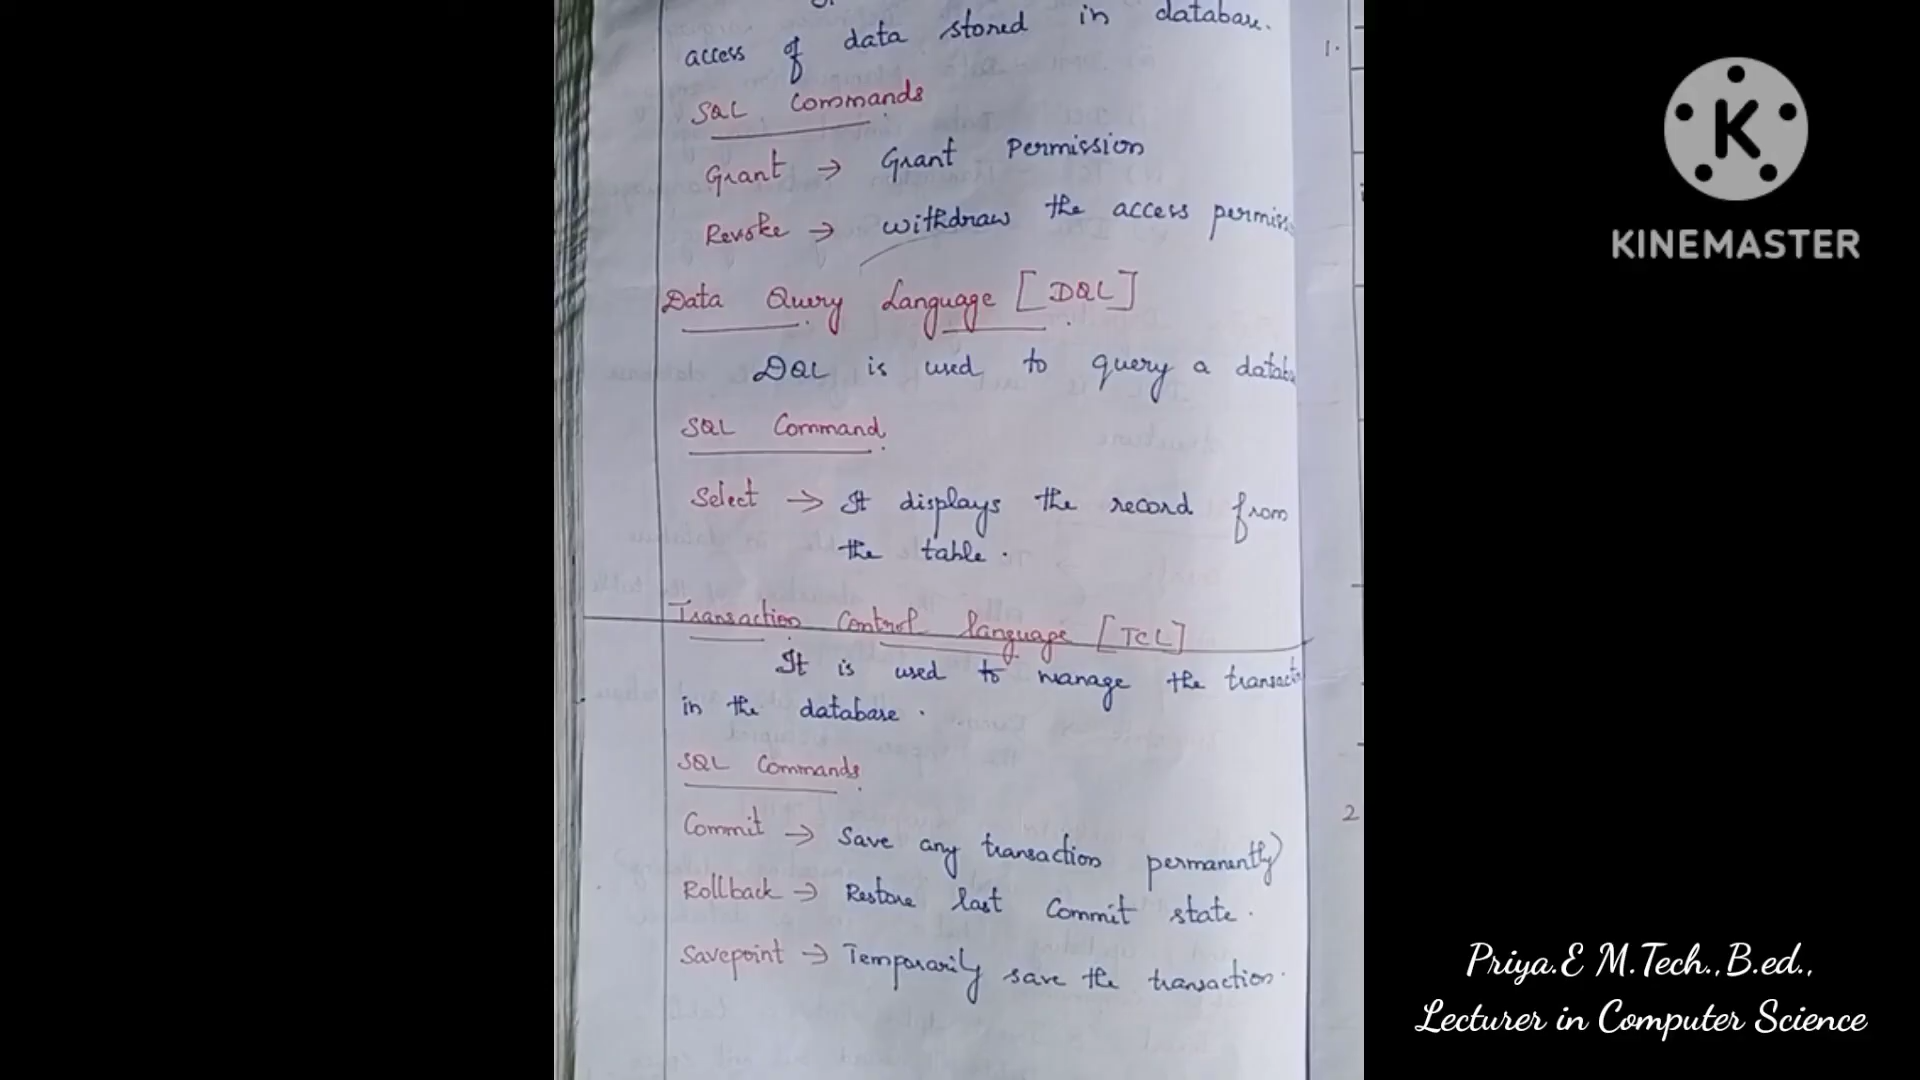 access of data stored in database.
SQL Commands
Grant → Grant Permission
Revoke → withdraw the access permiss
Data Query Language [DQL]
DQL is used to query a databa
SQL Command
Select → It displays the record from
the table.
Transaction Control language [TCL]
It is used to manage the transacti
in the database.
SQL Commands
Commit → Save any transaction permanently
Rollback → Restore last Commit state.
Savepoint → Temporarily save the transaction.
1.
2
K
KINEMASTER
Priya.E M.Tech.,B.ed.,
Lecturer in Computer Science